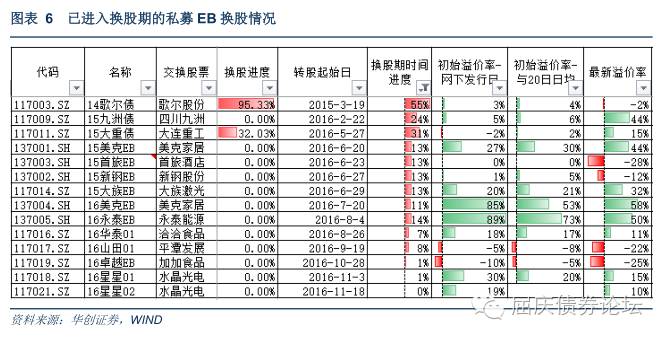 图表 6 已进入换股期的私募 EB 换股情况
代码 名称 交换股票 换股进度 转股起始日 换股期时间进度 初始溢价率-网下发行日 初始溢价率-与20日日均 最新溢价率
117003.SZ 14歌尔债 歌尔股份 95.33% 2015-3-19 55% 3% 4% -2%
117009.SZ 15九洲债 四川九洲 0.00% 2016-2-22 24% 5% 6% 44%
117011.SZ 15大重债 大连重工 32.03% 2016-5-27 31% -2% 2% 15%
137001.SH 15美克EB 美克家居 0.00% 2016-6-20 13% 27% 30% 44%
137003.SH 15首旅EB 首旅酒店 0.00% 2016-6-23 13% 0% 0% -28%
137002.SH 15新钢EB 新钢股份 0.00% 2016-6-27 13% 1% 5% -12%
117014.SZ 15大族EB 大族激光 0.00% 2016-6-29 13% 20% 21% 32%
137004.SH 16美克EB 美克家居 0.00% 2016-7-20 11% 85% 53% 58%
137005.SH 16永泰EB 永泰能源 0.00% 2016-8-4 14% 89% 73% 50%
117016.SZ 16华泰01 洽洽食品 0.00% 2016-8-26 7% 18% 17% 11%
117017.SZ 16山田01 平潭发展 0.00% 2016-9-19 8% -5% -8% -22%
117019.SZ 16卓越EB 加加食品 0.00% 2016-10-28 1% -10% -5% -25%
117018.SZ 16星星01 水晶光电 0.00% 2016-11-3 1% 30% 20% 15%
117021.SZ 16星星02 水晶光电 0.00% 2016-11-18 0% 19% 10%
屈庆债券论坛
资料来源：华创证券，WIND